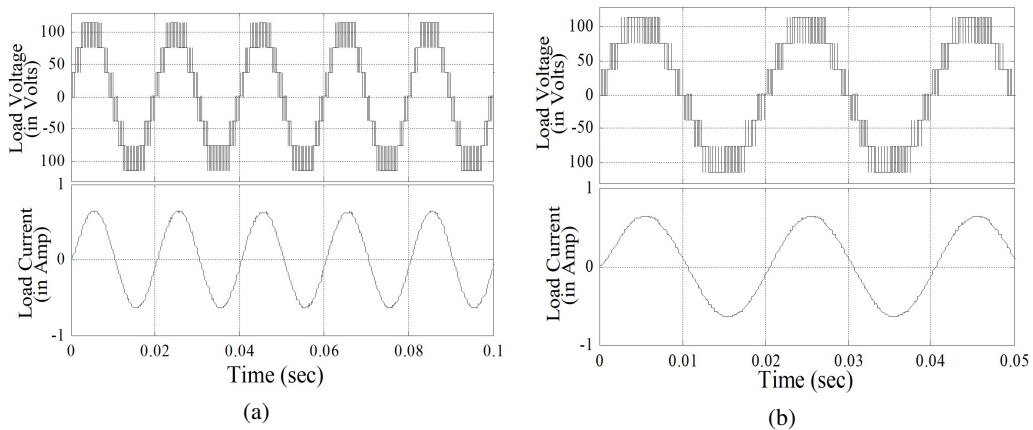 Load Voltage
(in Volts)
100
50
0
-50
100
Load Current
(in Amp)
1
0
-1
0
0.02
0.04
0.06
0.08
0.1
Time (sec)
(a)
Load Voltage
(in Volts)
100
50
0
-50
100
Load Current
(in Amp)
1
0
-1
0
0.01
0.02
0.03
0.04
0.05
Time (sec)
(b)